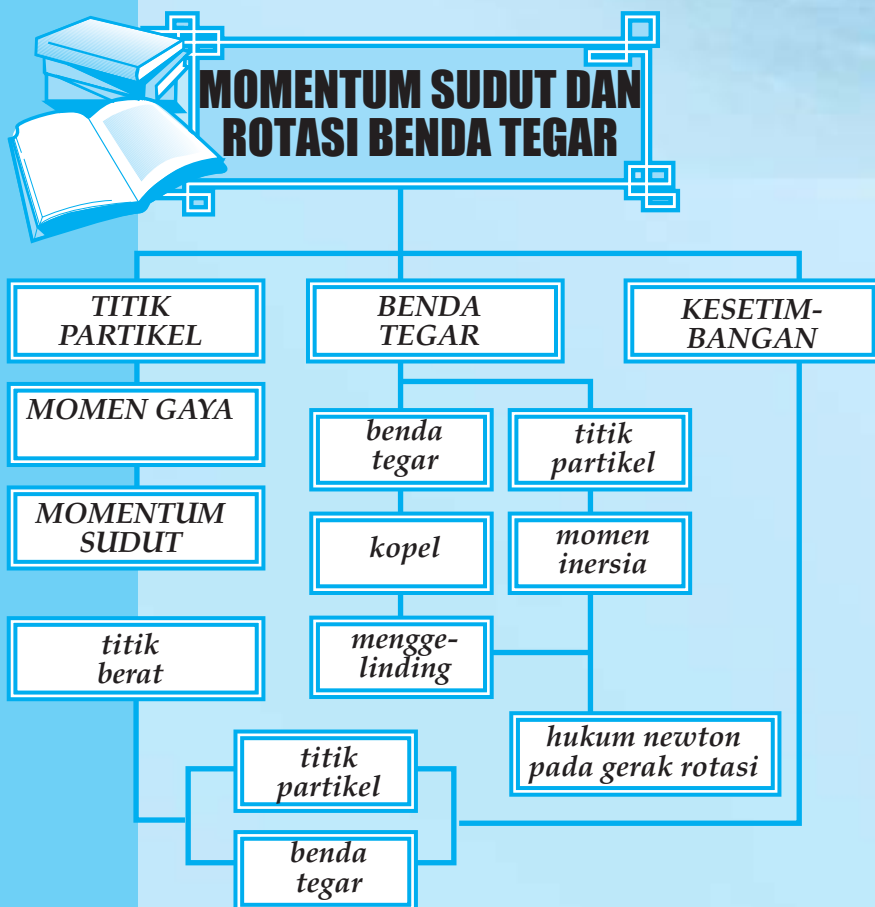 MOMENTUM SUDUT DAN
ROTASI BENDA TEGAR
TITIK
PARTIKEL
BENDA
TEGAR
KESETIM-
BANGAN
MOMEN GAYA
benda
tegar
titik
partikel
MOMENTUM
SUDUT
kopel
momen
inersia
titik
berat
mengge-
linding
hukum newton
pada gerak rotasi
titik
partikel
benda
tegar